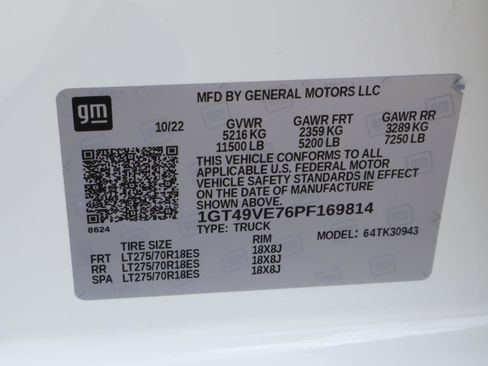 gm
MFD BY GENERAL MOTORS LLC
10/22 GVWR GAWR FRT GAWR RR
5216 KG 2359 KG 3289 KG
11500 LB 5200 LB 7250 LB
THIS VEHICLE CONFORMS TO ALL
APPLICABLE U.S. FEDERAL MOTOR
VEHICLE SAFETY STANDARDS IN EFFECT
ON THE DATE OF MANUFACTURE
SHOWN ABOVE.
8624 1GT49VE76PF169814
TYPE: TRUCK MODEL: 64TK30943
TIRE SIZE RIM
FRT LT275/70R18ES 18X8J
RR LT275/70R18ES 18X8J
SPA LT275/70R18ES 18X8J